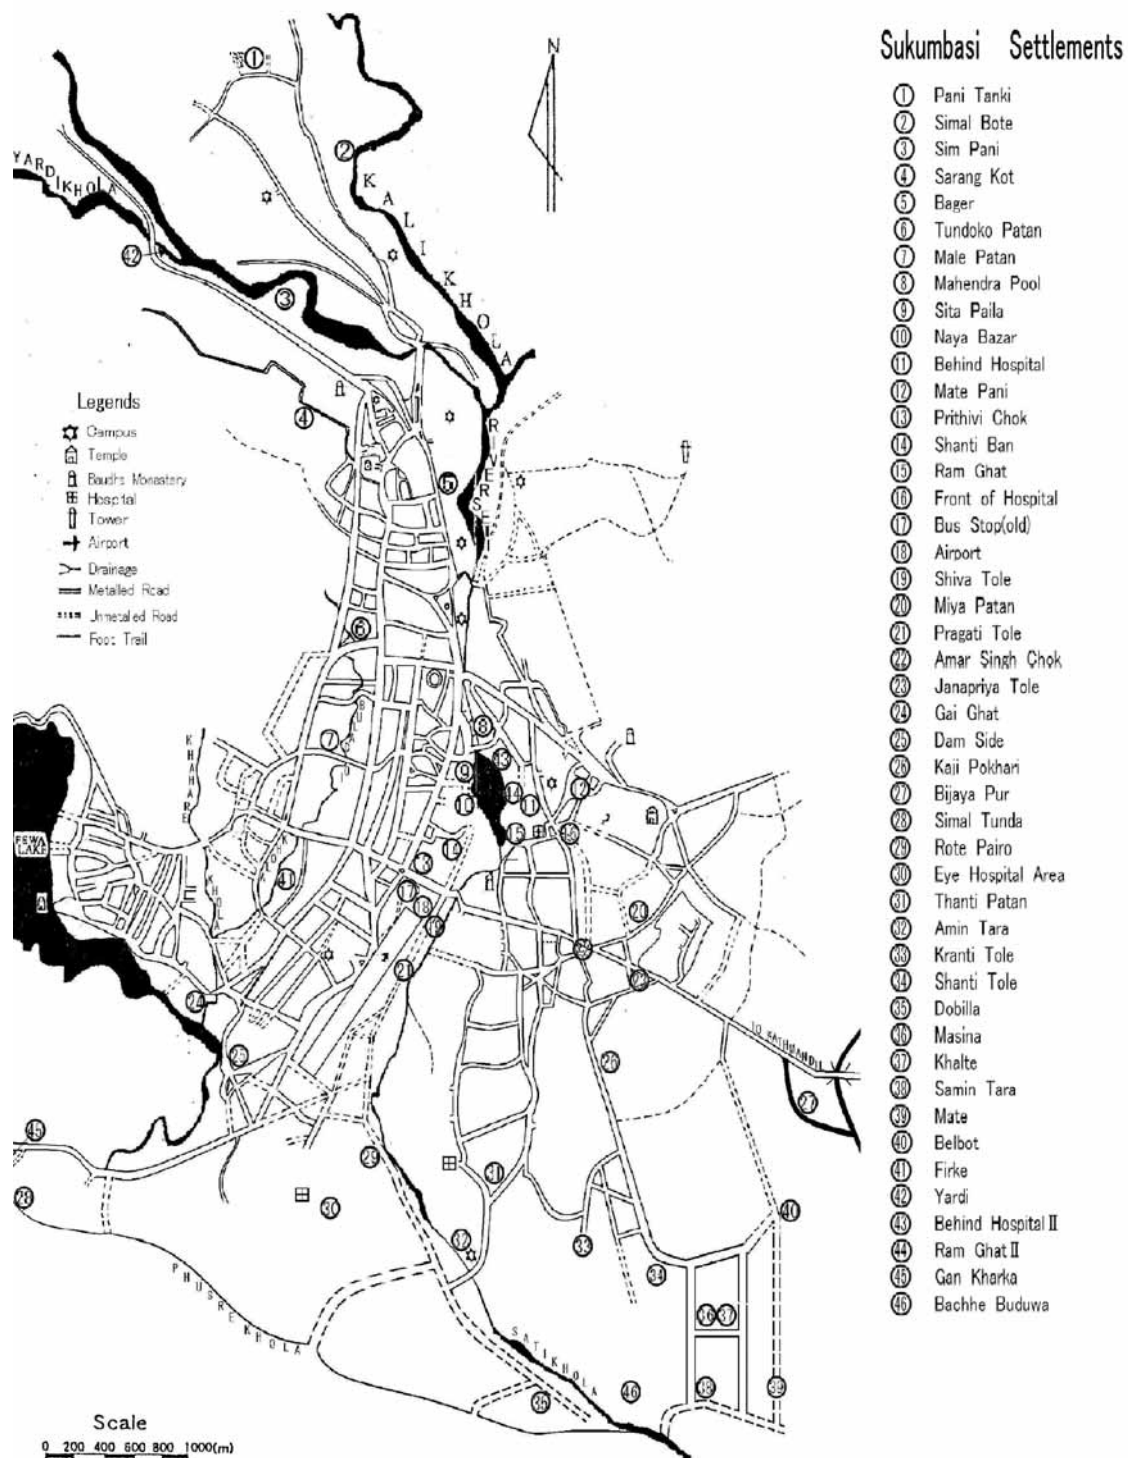 Sukumbasi Settlements
① Pani Tanki
② Simal Bote
③ Sim Pani
④ Sarang Kot
⑤ Bager
⑥ Tundoko Patan
⑦ Male Patan
⑧ Mahendra Pool
⑨ Sita Paila
⑩ Naya Bazar
⑪ Behind Hospital
⑫ Mate Pani
⑬ Prithivi Chok
⑭ Shanti Ban
⑮ Ram Ghat
⑯ Front of Hospital
⑰ Bus Stop(old)
⑱ Airport
⑲ Shiva Tole
⑳ Miya Patan
㉑ Pragati Tole
㉒ Amar Singh Chok
㉓ Janapriya Tole
㉔ Gai Ghat
㉕ Dam Side
㉖ Kaji Pokhari
㉗ Bijaya Pur
㉘ Simal Tunda
㉙ Rote Pairo
㉚ Eye Hospital Area
㉛ Thanti Patan
㉜ Amin Tara
㉝ Kranti Tole
㉞ Shanti Tole
㉟ Dobilla
㊱ Masina
㊲ Khalte
㊳ Samin Tara
㊴ Mate
㊵ Belbot
㊶ Firke
㊷ Yardi
㊸ Behind Hospital Ⅱ
㊹ Ram Ghat Ⅱ
㊺ Gan Kharka
㊻ Bachhe Buduwa
N
YARDIKHOLA
KALIKHOLA
RIVER SETI
Legends
Campus
Temple
Baudha Monastery
Hospital
Tower
Airport
Drainage
Metalled Road
Unmetalled Road
Foot Trail
KHAHARE KHOLA
FEWA LAKE
TO KATHMANDU
PHUSRE KHOLA
SATIKHOLA
Scale
0 200 400 600 800 1000(m)